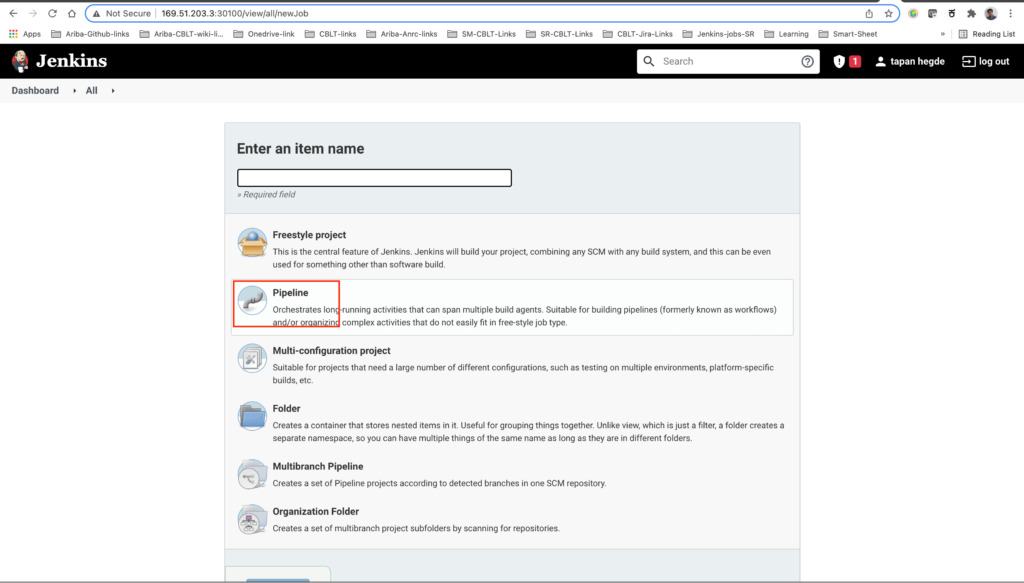 Not Secure | 169.51.203.3:30100/view/all/newJob
Apps Ariba-Github-links Ariba-CBLT-wiki-li... Onedrive-link CBLT-links Ariba-Anrc-links SM-CBLT-Links SR-CBLT-Links CBLT-Jira-Links Jenkins-jobs-SR Learning Smart-Sheet » Reading List
Jenkins Search 1 tapan hegde log out
Dashboard All
Enter an item name
» Required field
Freestyle project
This is the central feature of Jenkins. Jenkins will build your project, combining any SCM with any build system, and this can be even
used for something other than software build.
Pipeline
Orchestrates long-running activities that can span multiple build agents. Suitable for building pipelines (formerly known as workflows)
and/or organizing complex activities that do not easily fit in free-style job type.
Multi-configuration project
Suitable for projects that need a large number of different configurations, such as testing on multiple environments, platform-specific
builds, etc.
Folder
Creates a container that stores nested items in it. Useful for grouping things together. Unlike view, which is just a filter, a folder creates a
separate namespace, so you can have multiple things of the same name as long as they are in different folders.
Multibranch Pipeline
Creates a set of Pipeline projects according to detected branches in one SCM repository.
Organization Folder
Creates a set of multibranch project subfolders by scanning for repositories.